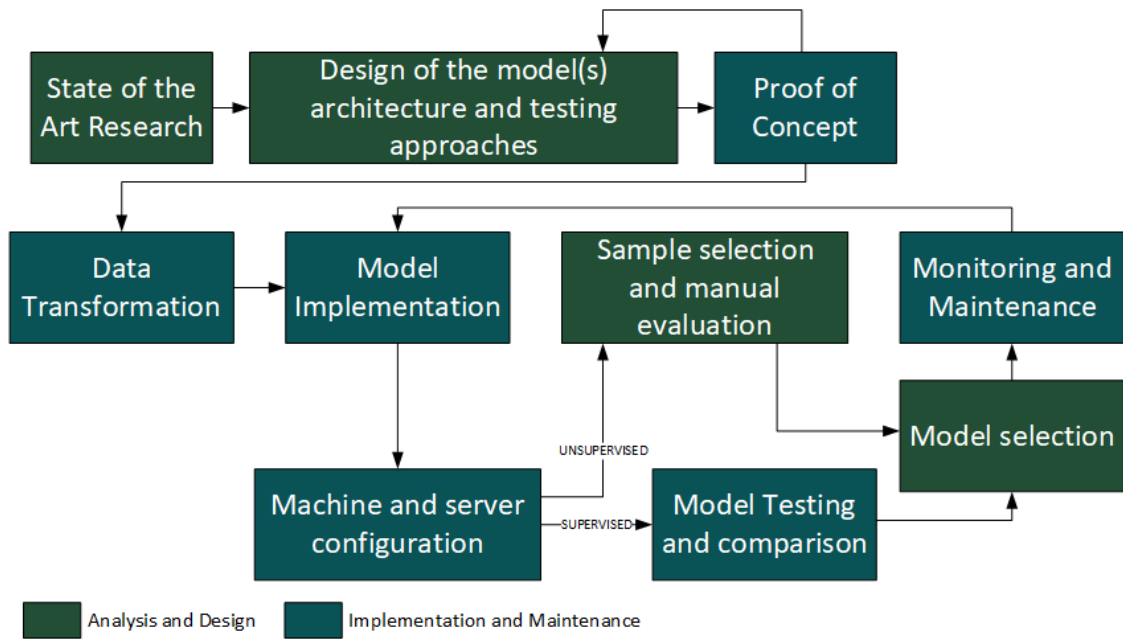 State of the
Art Research
Design of the model(s)
architecture and testing
approaches
Proof of
Concept
Data
Transformation
Model
Implementation
Sample selection
and manual
evaluation
Monitoring and
Maintenance
Model selection
UNSUPERVISED
Machine and server
configuration
SUPERVISED
Model Testing
and comparison
Analysis and Design
Implementation and Maintenance